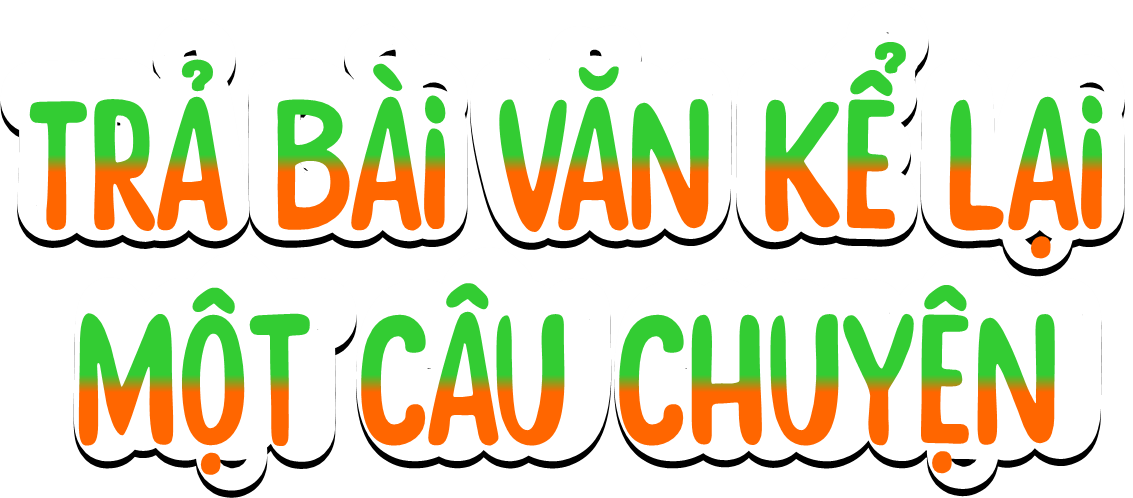 TRẢ BÀI VĂN KỂ LẠI
MỘT CÂU CHUYỆN